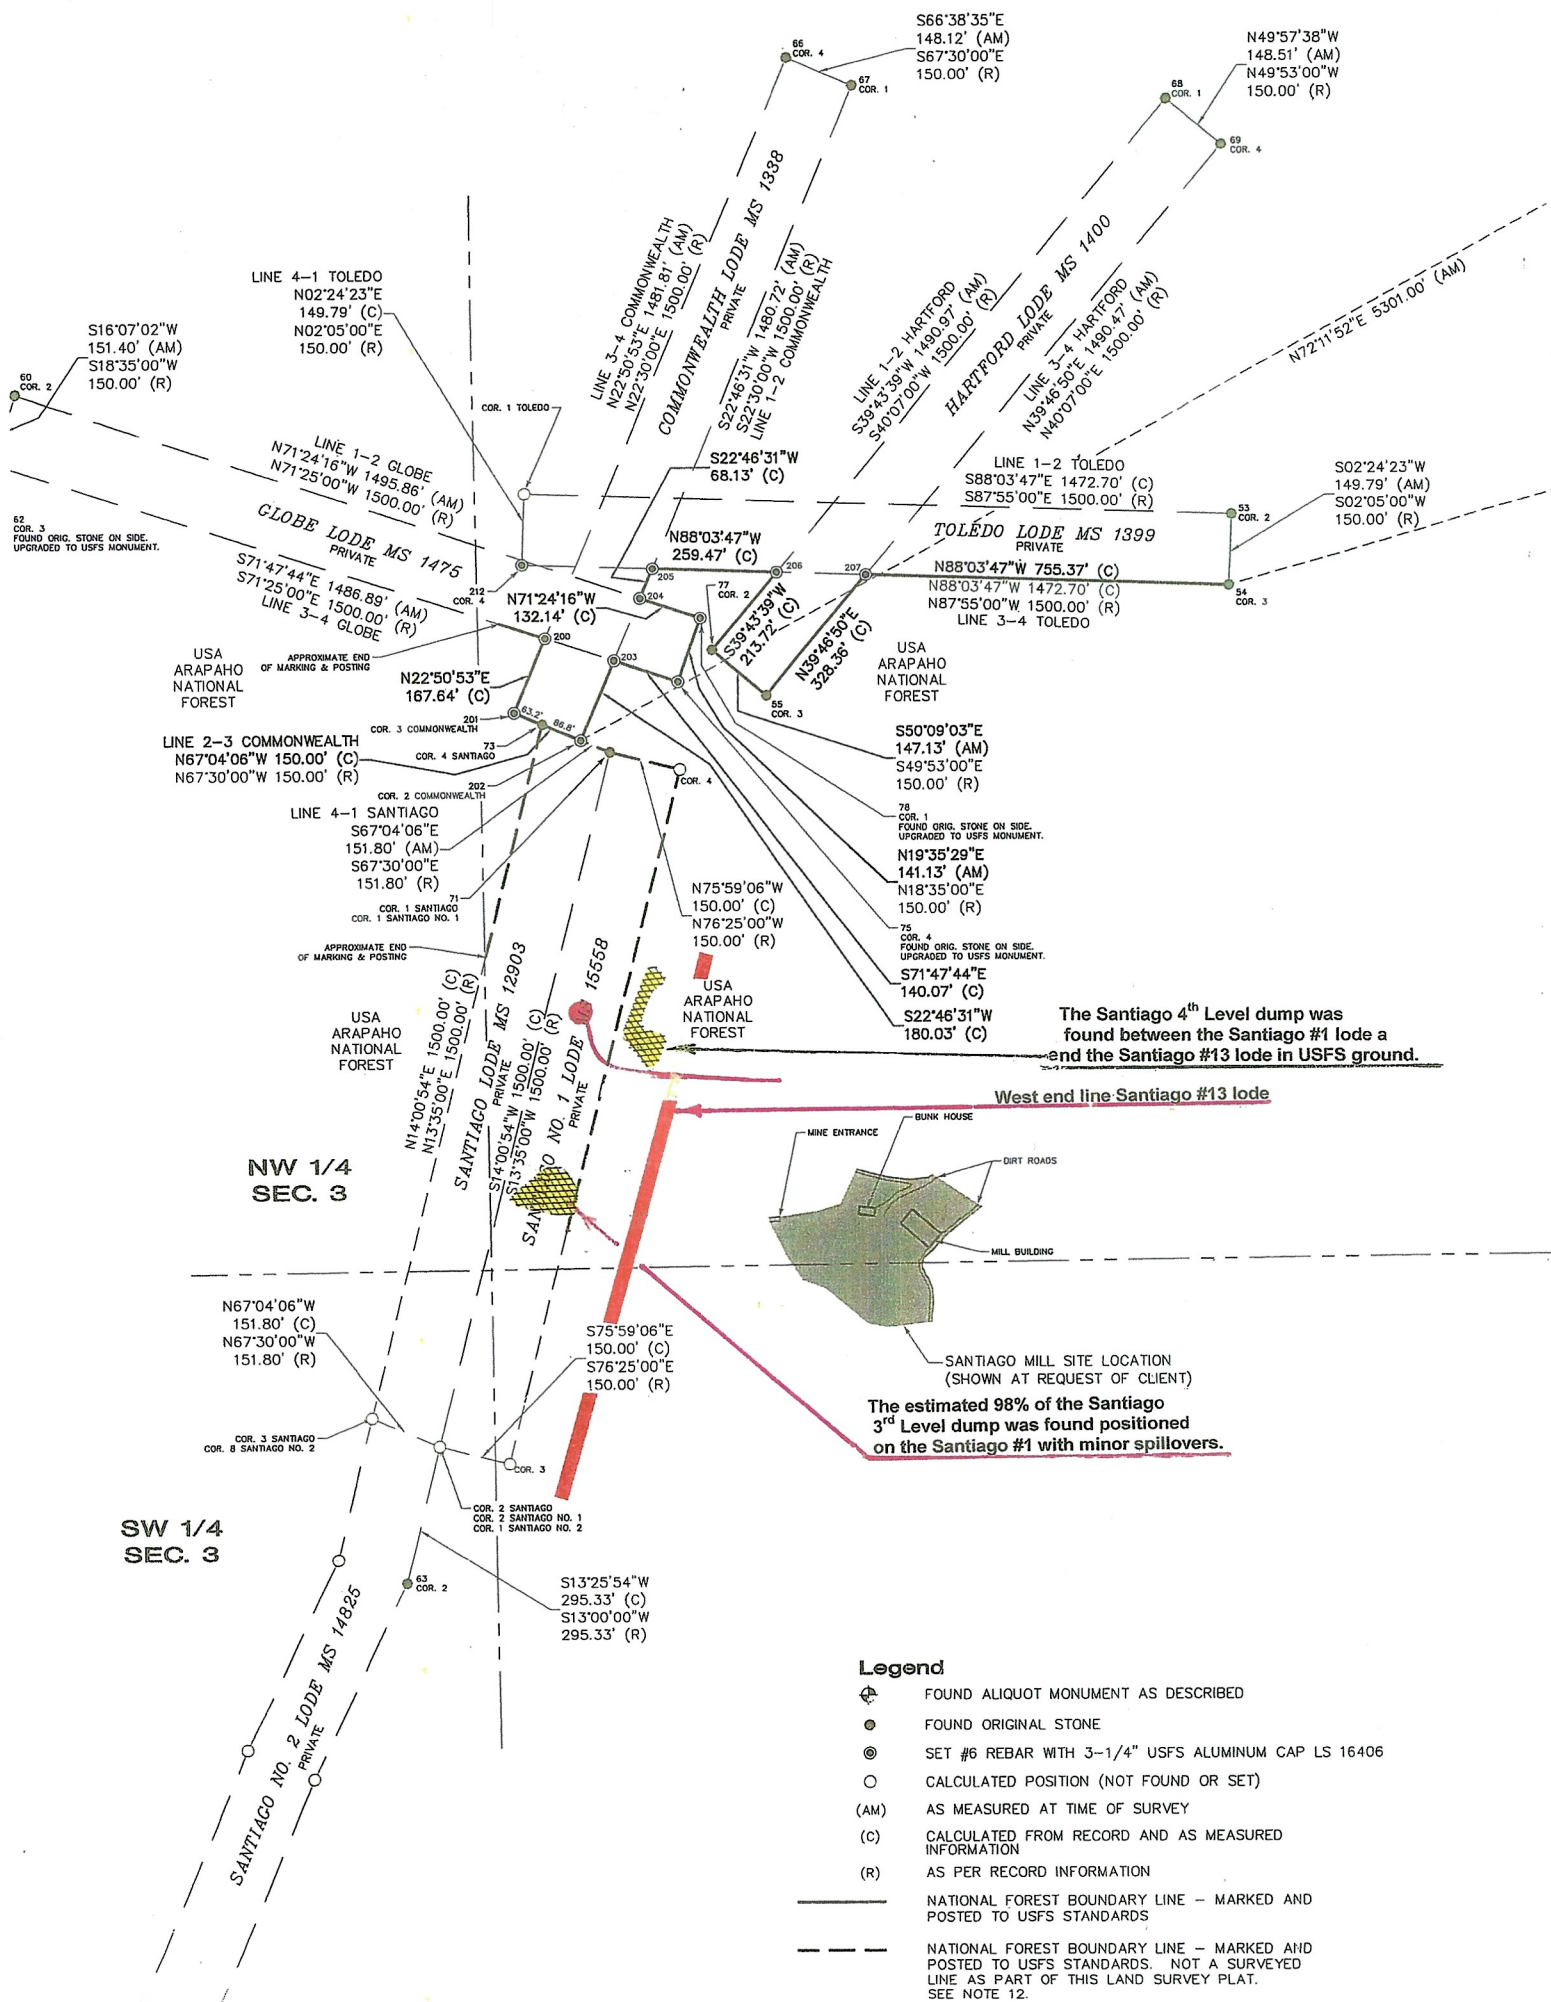 S66°38'35"E
148.12' (AM)
S67°30'00"E
150.00' (R)
66
COR. 4
67
COR. 1
N49°57'38"W
148.51' (AM)
N49°53'00"W
150.00' (R)
68
COR. 1
69
COR. 4
LINE 3-4 COMMONWEALTH
N22°50'53"E 1481.81' (AM)
N22°30'00"E 1500.00' (R)
COMMONWEALTH LODE MS 1338
PRIVATE
S22°46'31"W 1480.72' (AM)
S22°30'00"W 1500.00' (R)
LINE 1-2 COMMONWEALTH
LINE 1-2 HARTFORD
S39°43'39"W 1490.97' (AM)
S40°07'00"W 1500.00' (R)
HARTFORD LODE MS 1400
PRIVATE
LINE 3-4 HARTFORD
N39°46'50"E 1490.47' (AM)
N40°07'00"E 1500.00' (R)
N72°11'52"E 5301.00' (AM)
LINE 4-1 TOLEDO
N02°24'23"E
149.79' (C)
N02°05'00"E
150.00' (R)
S16°07'02"W
151.40' (AM)
S18°35'00"W
150.00' (R)
60
COR. 2
COR. 1 TOLEDO
LINE 1-2 GLOBE
N71°24'16"W 1495.86' (AM)
N71°25'00"W 1500.00' (R)
GLOBE LODE MS 1475
PRIVATE
S71°47'44"E 1486.89' (AM)
S71°25'00"E 1500.00' (R)
LINE 3-4 GLOBE
62
COR. 3
FOUND ORIG. STONE ON SIDE.
UPGRADED TO USFS MONUMENT.
S22°46'31"W
68.13' (C)
N88°03'47"W
259.47' (C)
LINE 1-2 TOLEDO
S88°03'47"E 1472.70' (C)
S87°55'00"E 1500.00' (R)
TOLEDO LODE MS 1399
PRIVATE
S02°24'23"W
149.79' (AM)
S02°05'00"W
150.00' (R)
53
COR. 2
N88°03'47"W 755.37' (C)
N88°03'47"W 1472.70' (C)
N87°55'00"W 1500.00' (R)
LINE 3-4 TOLEDO
54
COR. 3
205
206
207
212
COR. 4
N71°24'16"W
132.14' (C)
204
77
COR. 2
S39°43'39"W
213.72' (C)
N39°46'50"E
328.36' (C)
USA
ARAPAHO
NATIONAL
FOREST
USA
ARAPAHO
NATIONAL
FOREST
APPROXIMATE END
OF MARKING & POSTING
200
203
N22°50'53"E
167.64' (C)
55
COR. 3
201
COR. 3 COMMONWEALTH
63.2'
86.8'
73
COR. 4 SANTIAGO
LINE 2-3 COMMONWEALTH
N67°04'06"W 150.00' (C)
N67°30'00"W 150.00' (R)
202
COR. 2 COMMONWEALTH
COR. 4
S50°09'03"E
147.13' (AM)
S49°53'00"E
150.00' (R)
78
COR. 1
FOUND ORIG. STONE ON SIDE.
UPGRADED TO USFS MONUMENT.
LINE 4-1 SANTIAGO
S67°04'06"E
151.80' (AM)
S67°30'00"E
151.80' (R)
N19°35'29"E
141.13' (AM)
N18°35'00"E
150.00' (R)
71
COR. 1 SANTIAGO
COR. 1 SANTIAGO NO. 1
N75°59'06"W
150.00' (C)
N76°25'00"W
150.00' (R)
75
COR. 4
FOUND ORIG. STONE ON SIDE.
UPGRADED TO USFS MONUMENT.
APPROXIMATE END
OF MARKING & POSTING
S71°47'44"E
140.07' (C)
S22°46'31"W
180.03' (C)
N14°00'54"E 1500.00' (C)
N13°35'00"E 1500.00' (R)
SANTIAGO LODE MS 12903
PRIVATE
S14°00'54"W 1500.00' (C)
S13°35'00"W 1500.00' (R)
NO. 1 LODE 15558
PRIVATE
USA
ARAPAHO
NATIONAL
FOREST
USA
ARAPAHO
NATIONAL
FOREST
The Santiago 4th Level dump was
found between the Santiago #1 lode a
end the Santiago #13 lode in USFS ground.
West end line Santiago #13 lode
BUNK HOUSE
MINE ENTRANCE
DIRT ROADS
MILL BUILDING
NW 1/4
SEC. 3
N67°04'06"W
151.80' (C)
N67°30'00"W
151.80' (R)
S75°59'06"E
150.00' (C)
S76°25'00"E
150.00' (R)
SANTIAGO MILL SITE LOCATION
(SHOWN AT REQUEST OF CLIENT)
The estimated 98% of the Santiago
3rd Level dump was found positioned
on the Santiago #1 with minor spillovers.
COR. 3 SANTIAGO
COR. 8 SANTIAGO NO. 2
COR. 3
COR. 2 SANTIAGO
COR. 2 SANTIAGO NO. 1
COR. 1 SANTIAGO NO. 2
SW 1/4
SEC. 3
63
COR. 2
S13°25'54"W
295.33' (C)
S13°00'00"W
295.33' (R)
SANTIAGO NO. 2 LODE MS 14825
PRIVATE
Legend
FOUND ALIQUOT MONUMENT AS DESCRIBED
FOUND ORIGINAL STONE
SET #6 REBAR WITH 3-1/4" USFS ALUMINUM CAP LS 16406
CALCULATED POSITION (NOT FOUND OR SET)
(AM) AS MEASURED AT TIME OF SURVEY
(C) CALCULATED FROM RECORD AND AS MEASURED
INFORMATION
(R) AS PER RECORD INFORMATION
NATIONAL FOREST BOUNDARY LINE - MARKED AND
POSTED TO USFS STANDARDS
NATIONAL FOREST BOUNDARY LINE - MARKED AND
POSTED TO USFS STANDARDS. NOT A SURVEYED
LINE AS PART OF THIS LAND SURVEY PLAT.
SEE NOTE 12.